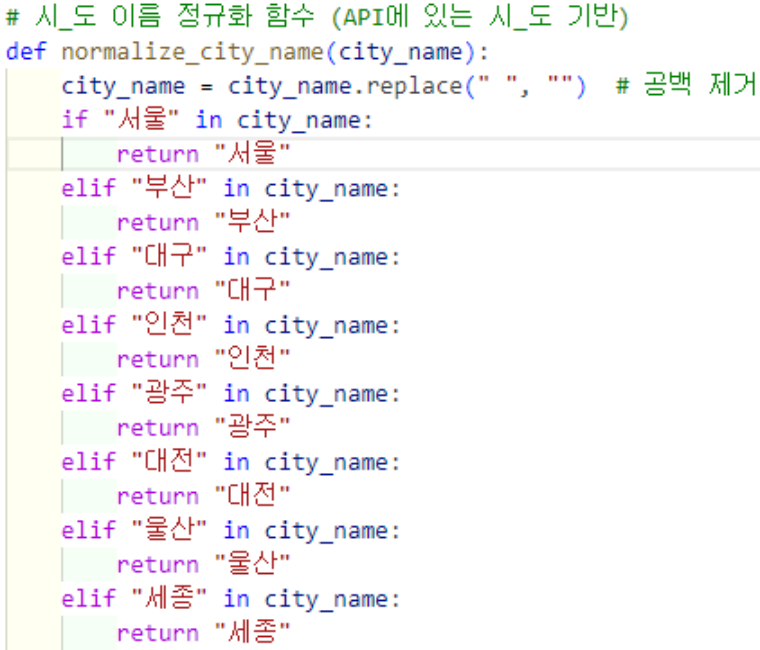 # 시_도 이름 정규화 함수 (API에 있는 시_도 기반)
def normalize_city_name(city_name):
    city_name = city_name.replace(" ", "")  # 공백 제거
    if "서울" in city_name:
        return "서울"
    elif "부산" in city_name:
        return "부산"
    elif "대구" in city_name:
        return "대구"
    elif "인천" in city_name:
        return "인천"
    elif "광주" in city_name:
        return "광주"
    elif "대전" in city_name:
        return "대전"
    elif "울산" in city_name:
        return "울산"
    elif "세종" in city_name:
        return "세종"